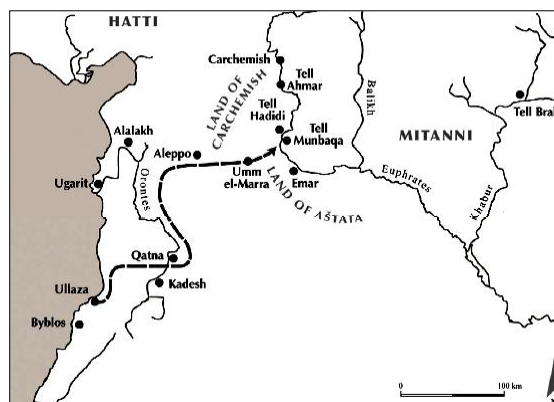 HATTI
Carchemish
Tell
Ahmar
LAND OF
CARCHEMISH
Tell
Hadidi
Tell
Munbaqa
Balikh
MITANNI
Tell Bra
Alalakh
Aleppo
Umm
el-Marra
Emar
LAND OF AŠTATA
Euphrates
Khabur
Ugarit
Orontes
Qatna
Kadesh
Ullaza
Byblos
0
100 km